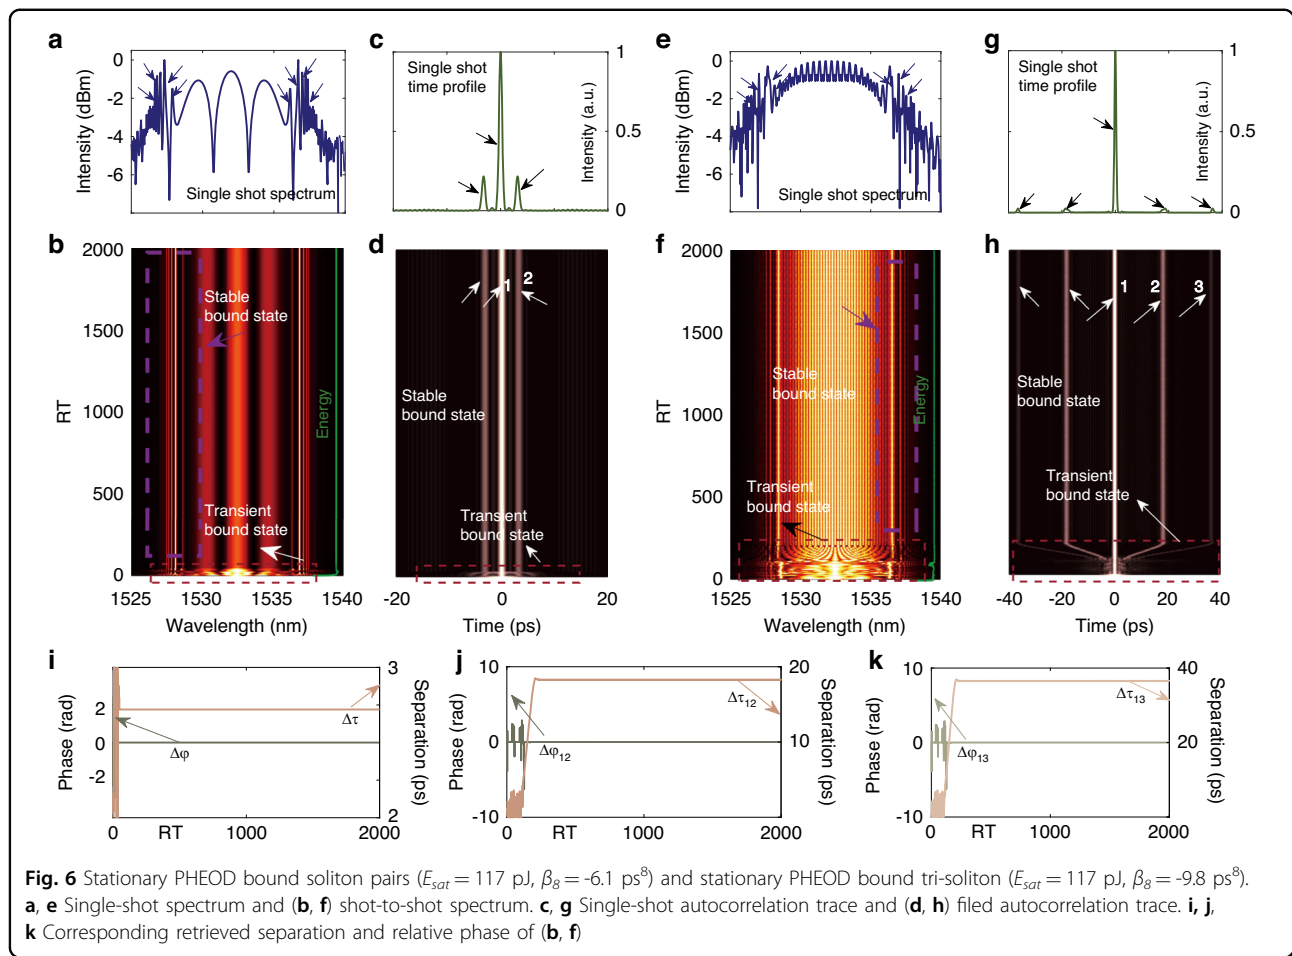 a
0
-2
-4
-6
Intensity (dBm)
Single shot spectrum
c
Single shot
time profile
1
0.5
0
Intensity (a.u.)
e
0
-2
-4
-6
Intensity (dBm)
Single shot spectrum
g
Single shot
time profile
1
0.5
0
Intensity (a.u.)
b
2000
1500
1000
500
0
RT
Stable
bound state
Transient
bound state
Energy
1525 1530 1535 1540
Wavelength (nm)
d
1 2
Stable
bound state
Transient
bound state
-20 0 20
Time (ps)
f
2000
1500
1000
500
0
RT
Stable
bound state
Transient
bound state
Energy
1525 1530 1535 1540
Wavelength (nm)
h
1 2 3
Stable
bound state
Transient
bound state
-40 -20 0 20 40
Time (ps)
i
2
0
-2
Phase (rad)
Δτ
Δφ
3
2
Separation (ps)
0 1000 2000
RT
j
10
0
-10
Phase (rad)
Δτ12
Δφ12
20
10
0
Separation (ps)
0 1000 2000
RT
k
10
0
-10
Phase (rad)
Δτ13
Δφ13
40
20
0
Separation (ps)
0 1000 2000
RT
Fig. 6 Stationary PHEOD bound soliton pairs (Esat = 117 pJ, β8 = -6.1 ps⁸) and stationary PHEOD bound tri-soliton (Esat = 117 pJ, β8 = -9.8 ps⁸).
a, e Single-shot spectrum and (b, f) shot-to-shot spectrum. c, g Single-shot autocorrelation trace and (d, h) filed autocorrelation trace. i, j,
k Corresponding retrieved separation and relative phase of (b, f)